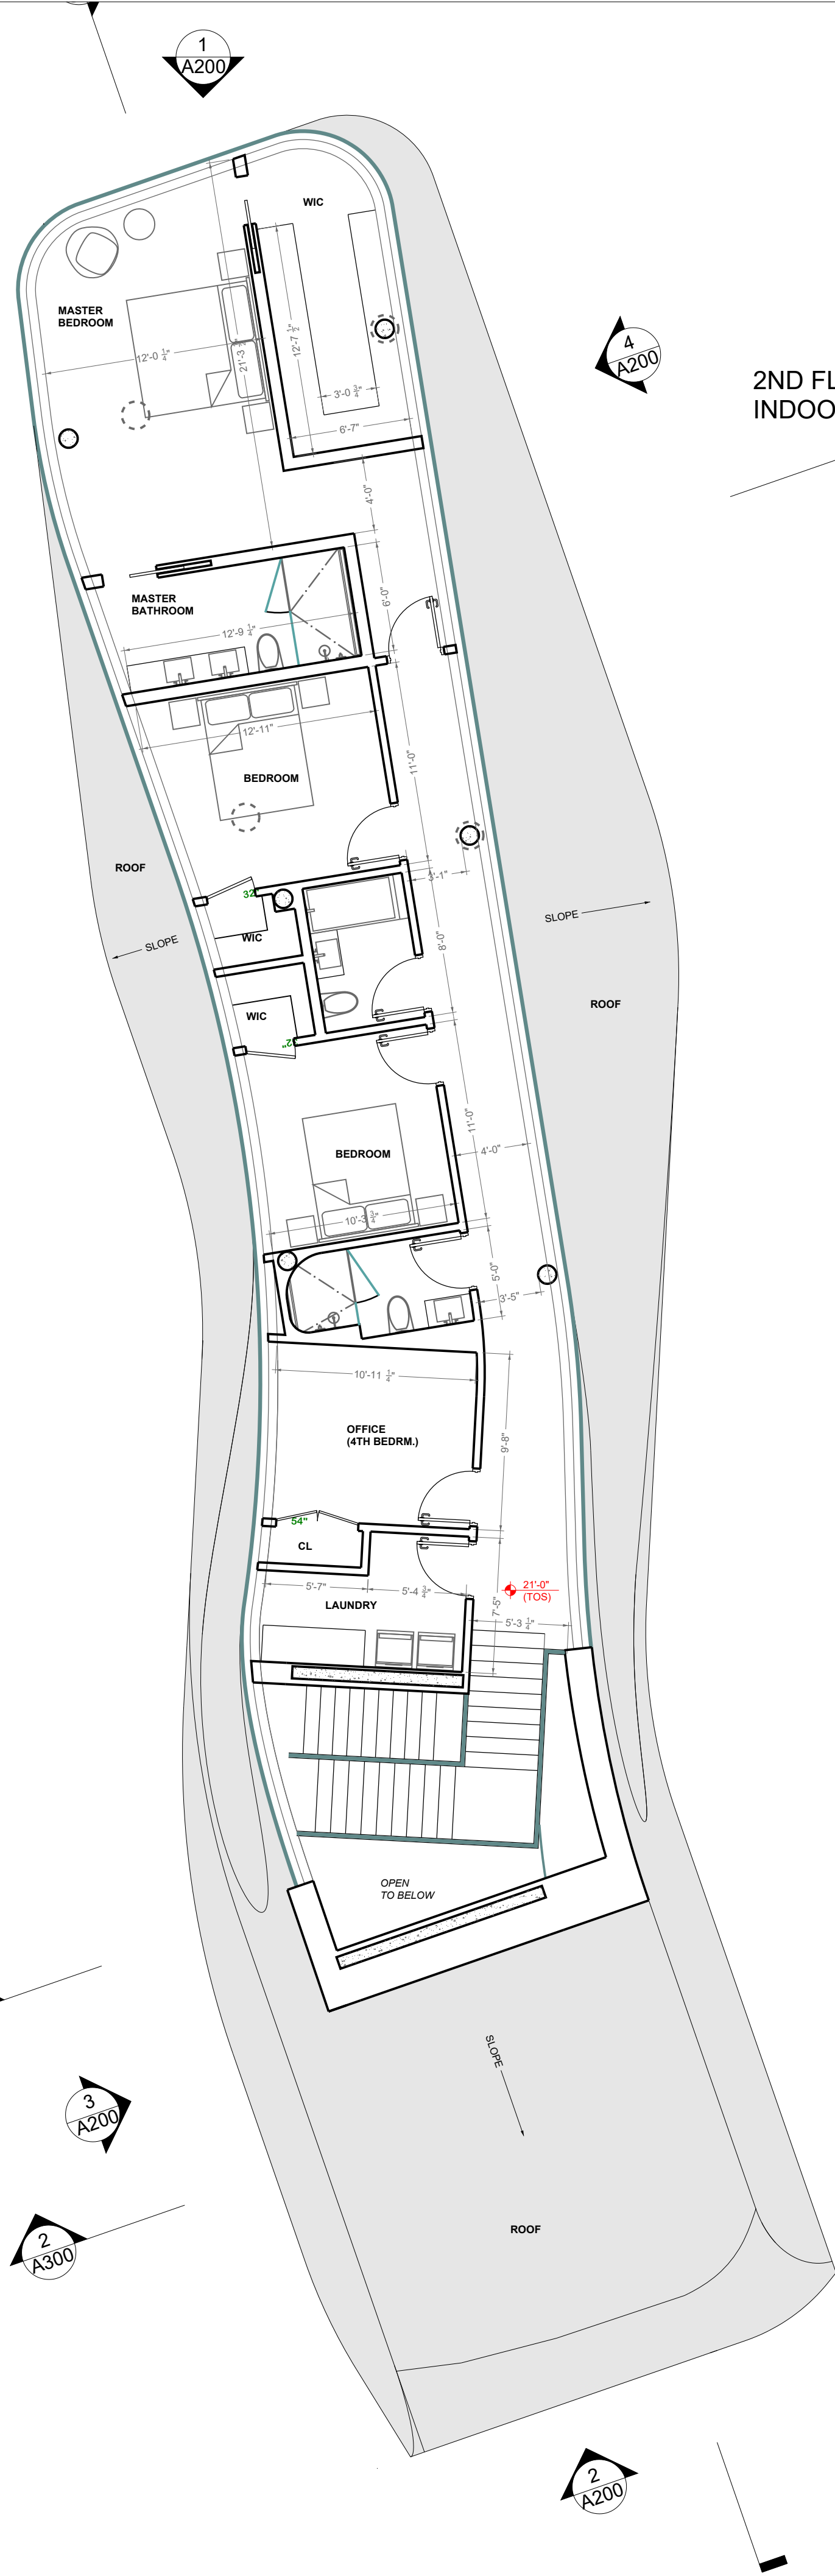 1
A200
WIC
MASTER
BEDROOM
12'-0 1/4"
21'-3 1/2"
12'-7 1/2"
3'-0 3/4"
6'-7"
4
A200
2ND FL
INDOO
4'-0"
MASTER
BATHROOM
12'-9 1/4"
6'-0"
12'-11"
BEDROOM
11'-0"
ROOF
3'-1"
32"
WIC
SLOPE
8'-0"
SLOPE
WIC
32"
ROOF
11'-0"
BEDROOM
4'-0"
10'-3 3/4"
5'-0"
3'-5"
10'-11 1/4"
OFFICE
(4TH BEDRM.)
9'-8"
54"
CL
5'-7"
5'-4 3/4"
21'-0"
(TOS)
LAUNDRY
7'-5"
5'-3 1/4"
OPEN
TO BELOW
SLOPE
3
A200
2
A300
ROOF
2
A200